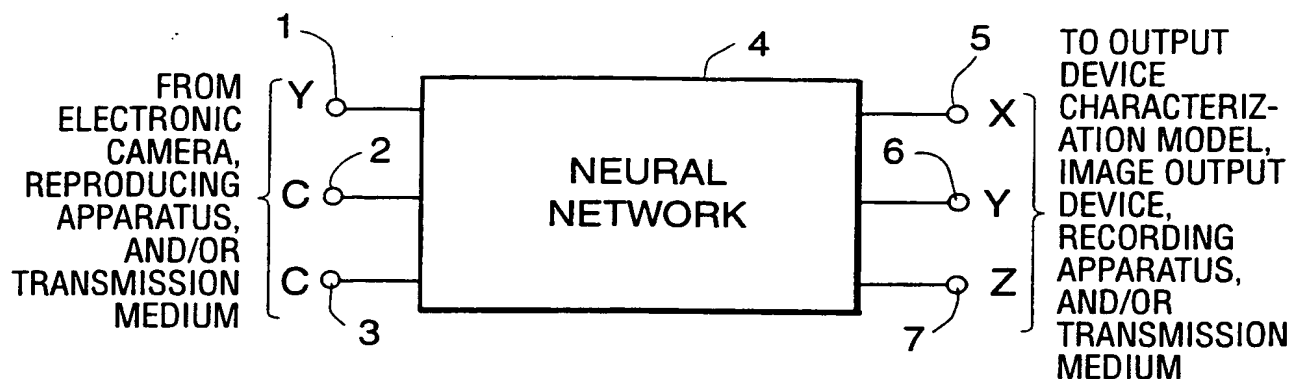 1
FROM
ELECTRONIC
CAMERA,
REPRODUCING
APPARATUS,
AND/OR
TRANSMISSION
MEDIUM
Y
2
C
C
3
4
NEURAL
NETWORK
5
X
6
Y
Z
7
TO OUTPUT
DEVICE
CHARACTERIZ-
ATION MODEL,
IMAGE OUTPUT
DEVICE,
RECORDING
APPARATUS,
AND/OR
TRANSMISSION
MEDIUM